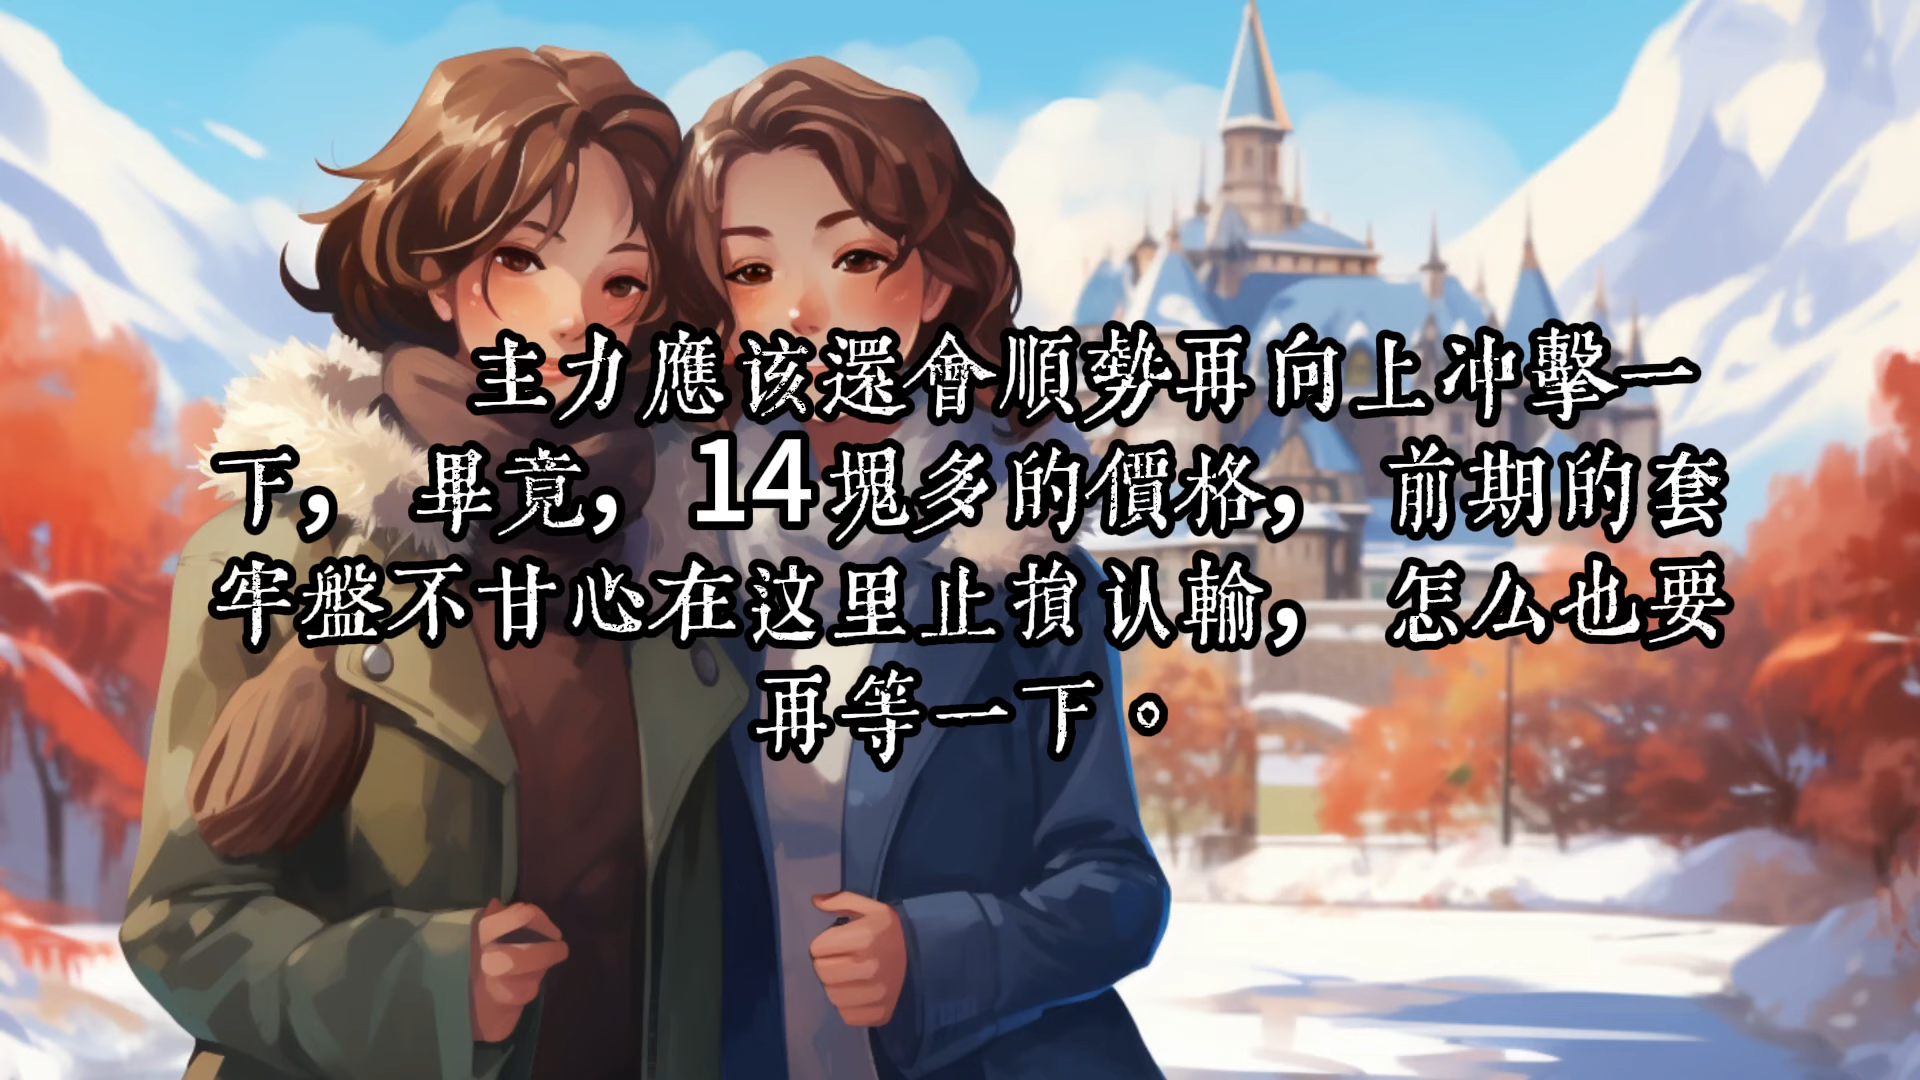 主力應该還會順勢再向上冲擊一
下, 畢竟, 14塊多的價格, 前期的套
牢盤不甘心在这里止損认輸, 怎么也要
再等一下。